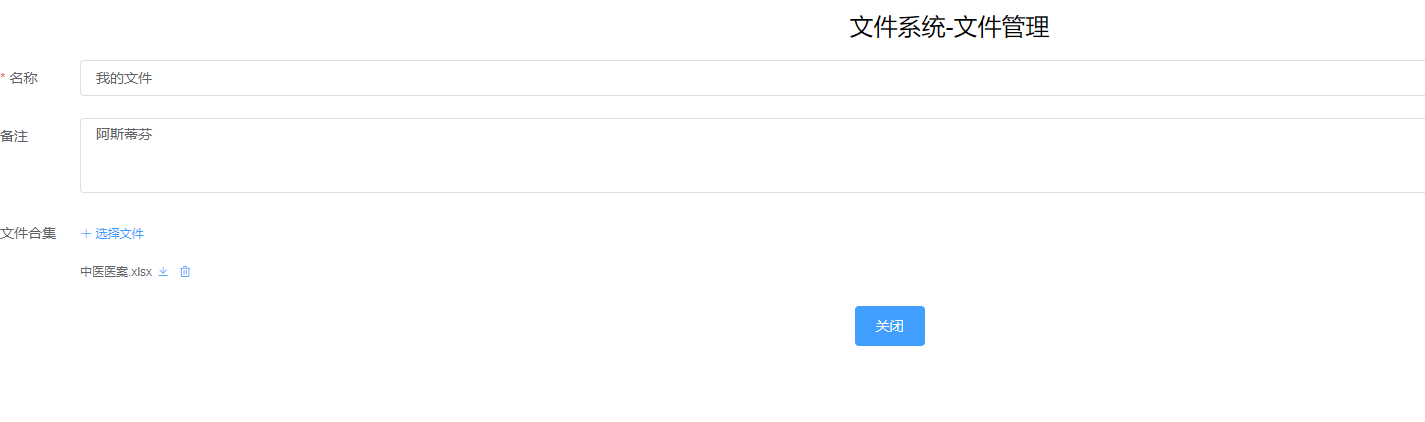 文件系统-文件管理
* 名称 我的文件
备注 阿斯蒂芬
文件合集 + 选择文件
中医医案.xlsx
关闭